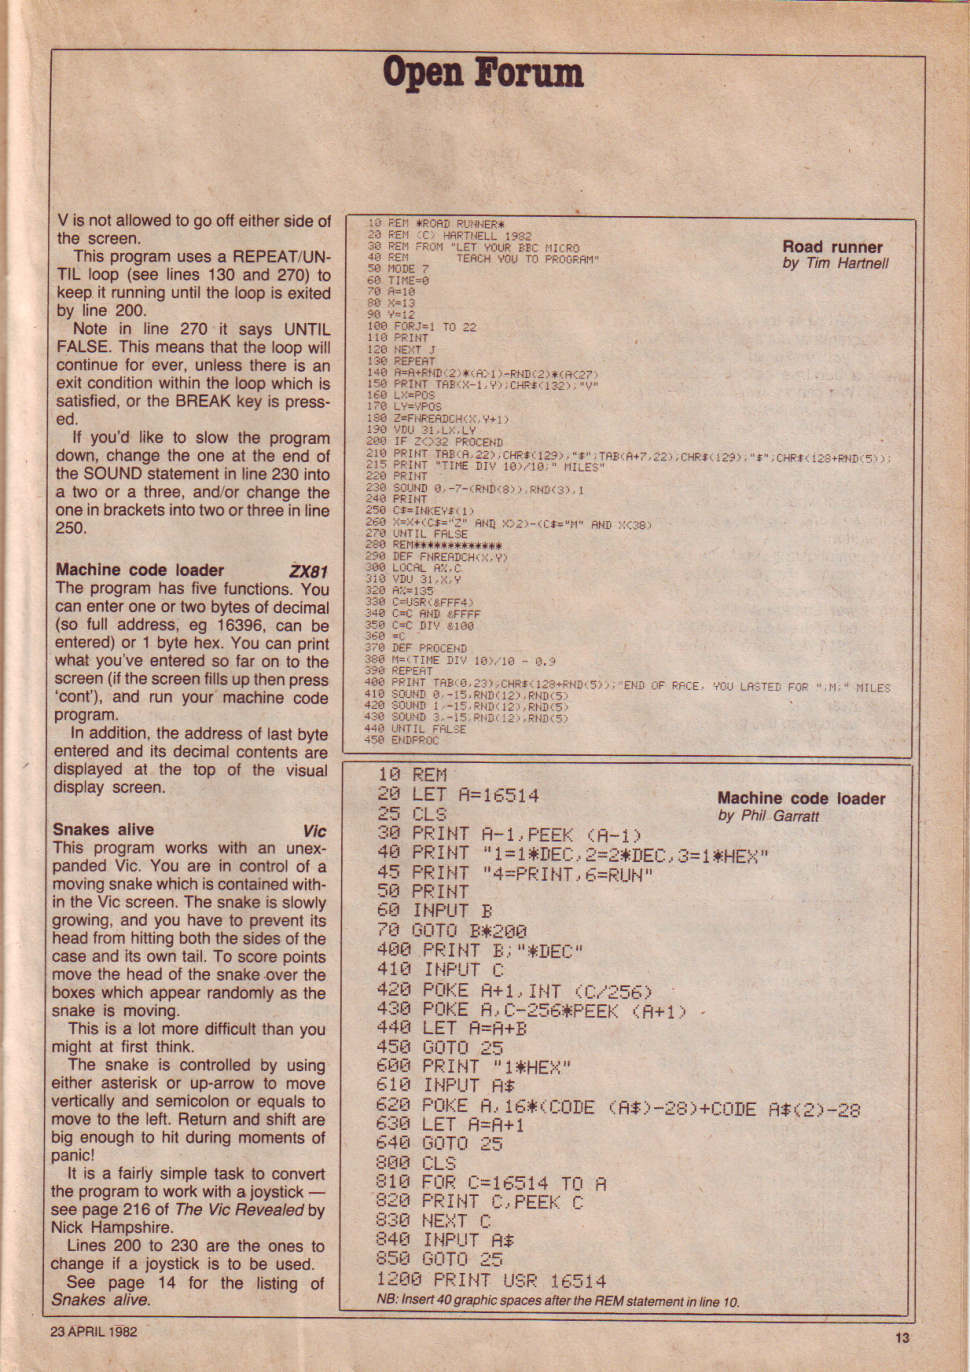 Open Forum
V is not allowed to go off either side of
the screen.
This program uses a REPEAT/UN-
TIL loop (see lines 130 and 270) to
keep it running until the loop is exited
by line 200.
Note in line 270 it says UNTIL
FALSE. This means that the loop will
continue for ever, unless there is an
exit condition within the loop which is
satisfied, or the BREAK key is press-
ed.
If you'd like to slow the program
down, change the one at the end of
the SOUND statement in line 230 into
a two or a three, and/or change the
one in brackets into two or three in line
250.
Machine code loader ZX81
The program has five functions. You
can enter one or two bytes of decimal
(so full address, eg 16396, can be
entered) or 1 byte hex. You can print
what you've entered so far on to the
screen (if the screen fills up then press
'cont'), and run your machine code
program.
In addition, the address of last byte
entered and its decimal contents are
displayed at the top of the visual
display screen.
Snakes alive Vic
This program works with an unex-
panded Vic. You are in control of a
moving snake which is contained with-
in the Vic screen. The snake is slowly
growing, and you have to prevent its
head from hitting both the sides of the
case and its own tail. To score points
move the head of the snake over the
boxes which appear randomly as the
snake is moving.
This is a lot more difficult than you
might at first think.
The snake is controlled by using
either asterisk or up-arrow to move
vertically and semicolon or equals to
move to the left. Return and shift are
big enough to hit during moments of
panic!
It is a fairly simple task to convert
the program to work with a joystick —
see page 216 of The Vic Revealed by
Nick Hampshire.
Lines 200 to 230 are the ones to
change if a joystick is to be used.
See page 14 for the listing of
Snakes alive.
Road runner
by Tim Hartnell
10 REM *ROAD RUNNER*
20 REM (C) HARTNELL 1982
30 REM FROM "LET YOUR BBC MICRO
40 REM TEACH YOU TO PROGRAM"
50 MODE 7
60 TIME=0
70 A=10
80 X=13
90 Y=12
100 FORJ=1 TO 22
110 PRINT
120 NEXT J
130 REPEAT
140 A=A+RND(2)*(A>1)-RND(2)*(A<27)
150 PRINT TAB(X-1,Y);CHR$(132);"V"
160 LX=POS
170 LY=VPOS
180 Z=FNREADCH(X,Y+1)
190 VDU 31,LX,LY
200 IF Z<>32 PROCEND
210 PRINT TAB(A,22);CHR$(129);"$";TAB(A+7,22);CHR$(129);"$";CHR$(128+RND(5));
215 PRINT "TIME DIV 10)/10;" MILES"
220 PRINT
230 SOUND 0,-7-(RND(8)),RND(3),1
240 PRINT
250 C$=INKEY$(1)
260 X=X+(C$="Z" AND X>2)-(C$="M" AND X<38)
270 UNTIL FALSE
280 REM*************
290 DEF FNREADCH(X,Y)
300 LOCAL A%,C
310 VDU 31,X,Y
320 A%=135
330 C=USR(&FFF4)
340 C=C AND &FFFF
350 C=C DIV &100
360 =C
370 DEF PROCEND
380 M=(TIME DIV 10)/10 - 0.9
390 REPEAT
400 PRINT TAB(0,23);CHR$(128+RND(5));"END OF RACE, YOU LASTED FOR ";M;" MILES
410 SOUND 0,-15,RND(12),RND(5)
420 SOUND 1,-15,RND(12),RND(5)
430 SOUND 3,-15,RND(12),RND(5)
440 UNTIL FALSE
450 ENDPROC
Machine code loader
by Phil Garratt
10 REM
20 LET A=16514
25 CLS
30 PRINT A-1,PEEK (A-1)
40 PRINT "1=1*DEC,2=2*DEC,3=1*HEX"
45 PRINT "4=PRINT,6=RUN"
50 PRINT
60 INPUT B
70 GOTO B*200
400 PRINT B;"*DEC"
410 INPUT C
420 POKE A+1,INT (C/256)
430 POKE A,C-256*PEEK (A+1)
440 LET A=A+B
450 GOTO 25
600 PRINT "1*HEX"
610 INPUT A$
620 POKE A,16*(CODE (A$)-28)+CODE A$(2)-28
630 LET A=A+1
640 GOTO 25
800 CLS
810 FOR C=16514 TO A
820 PRINT C,PEEK C
830 NEXT C
840 INPUT A$
850 GOTO 25
1200 PRINT USR 16514
NB: Insert 40 graphic spaces after the REM statement in line 10.
23 APRIL 1982
13